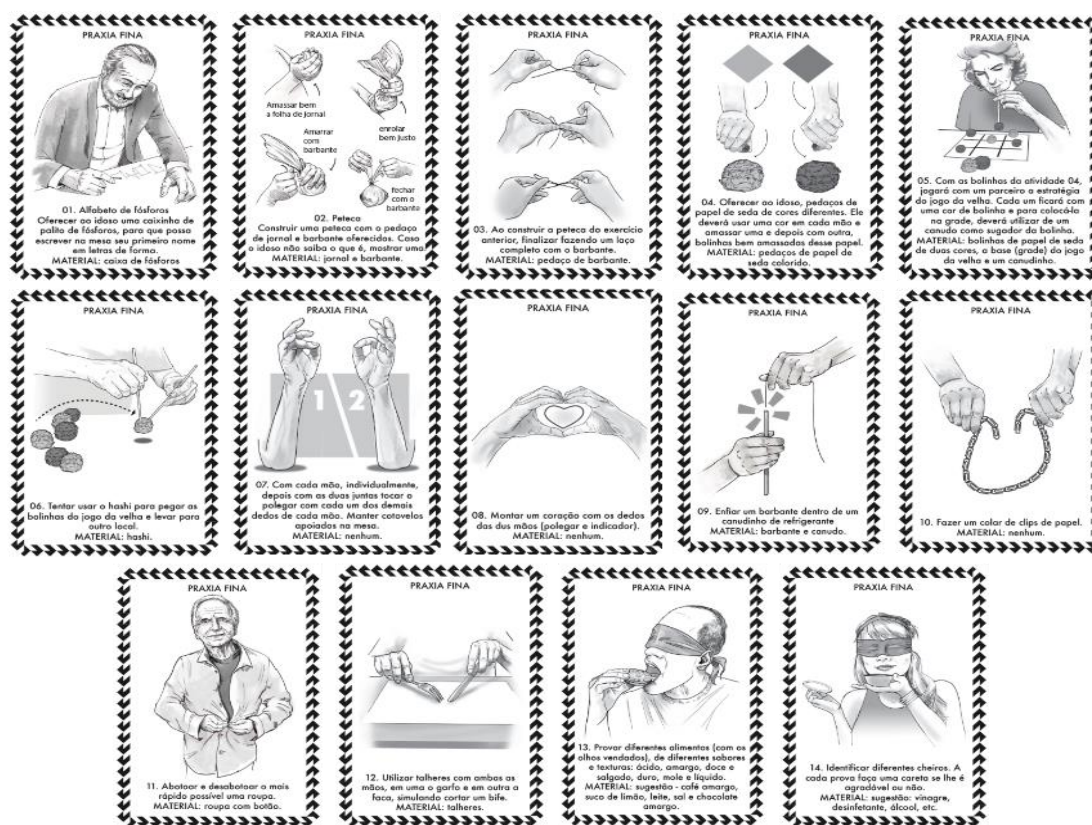 PRAXIA FINA
01. Alfabeto de fósforos
Oferecer ao idoso uma caixinha de
palito de fósforos, para que possa
escrever na mesa seu primeiro nome
em letras de forma.
MATERIAL: caixa de fósforos
PRAXIA FINA
Amassar bem
a folha de jornal
enrolar
bem justo
Amarrar
com
barbante
fechar
com o
barbante
02. Peteca
Construir uma peteca com o pedaço
de jornal e barbante oferecidos. Caso
o idoso não saiba o que é, mostrar uma.
MATERIAL: jornal e barbante.
PRAXIA FINA
03. Ao construir a peteca do exercício
anterior, finalizar fazendo um laço
completo com o barbante.
MATERIAL: pedaço de barbante.
PRAXIA FINA
04. Oferecer ao idoso, pedaços de
papel de seda de cores diferentes. Ele
deverá usar uma cor em cada mão e
amassar uma e depois com outra,
bolinhas bem amassadas desse papel.
MATERIAL: pedaços de papel de
seda colorido.
PRAXIA FINA
05. Com as bolinhas da atividade 04,
jogará com um parceiro a estratégia
do jogo da velha. Cada um ficará com
uma cor de bolinha e para colocá-la
na grade, deverá utilizar de um
canudo como sugador da bolinha.
MATERIAL: bolinhas de papel de seda
de duas cores, a base (grade) do jogo
da velha e um canudinho.
PRAXIA FINA
06. Tentar usar o hashi para pegar as
bolinhas do jogo da velha e levar para
outro local.
MATERIAL: hashi.
PRAXIA FINA
1 2
07. Com cada mão, individualmente,
depois com as duas juntas tocar o
polegar com cada um dos demais
dedos de cada mão. Manter cotovelos
apoiados na mesa.
MATERIAL: nenhum.
PRAXIA FINA
08. Montar um coração com os dedos
das dus mãos (polegar e indicador).
MATERIAL: nenhum.
PRAXIA FINA
09. Enfiar um barbante dentro de um
canudinho de refrigerante
MATERIAL: barbante e canudo.
PRAXIA FINA
10. Fazer um colar de clips de papel.
MATERIAL: nenhum.
PRAXIA FINA
11. Abotoar e desabotoar o mais
rápido possível uma roupa.
MATERIAL: roupa com botão.
PRAXIA FINA
12. Utilizar talheres com ambas as
mãos, em uma o garfo e em outra a
faca, simulando cortar um bife.
MATERIAL: talheres.
PRAXIA FINA
13. Provar diferentes alimentos (com os
olhos vendados), de diferentes sabores
e texturas: ácido, amargo, doce e
salgado, duro, mole e líquido.
MATERIAL: sugestão - café amargo,
suco de limão, leite, sal e chocolate
amargo.
PRAXIA FINA
14. Identificar diferentes cheiros. A
cada prova faça uma careta se lhe é
agradável ou não.
MATERIAL: sugestão: vinagre,
desinfetante, álcool, etc.